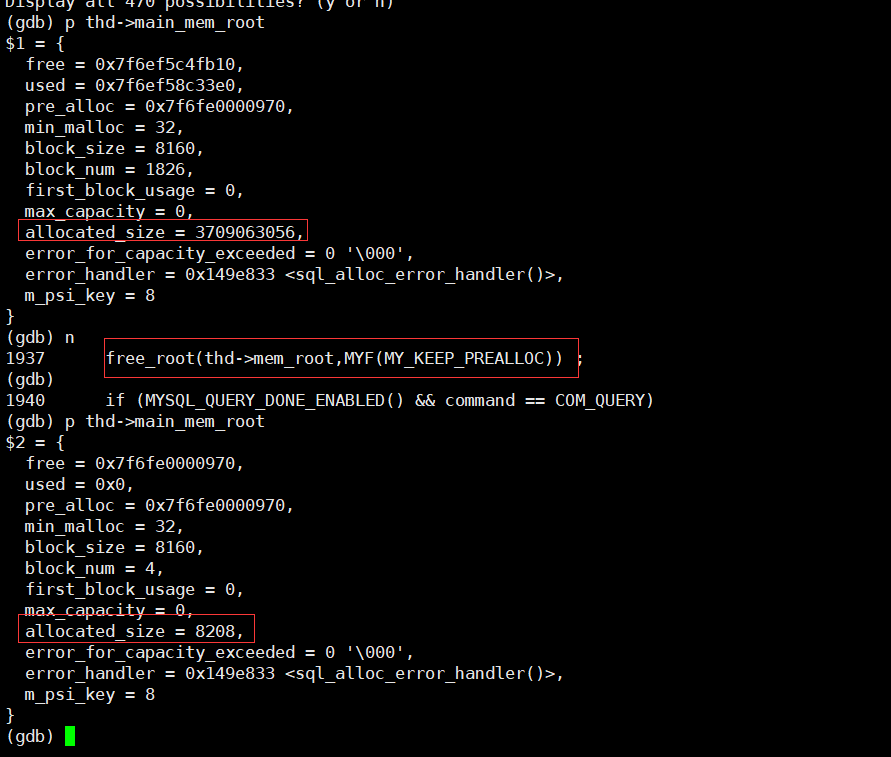 Display all 470 possibilities? (y or n)
(gdb) p thd->main_mem_root
$1 = {
  free = 0x7f6ef5c4fb10,
  used = 0x7f6ef58c33e0,
  pre_alloc = 0x7f6fe0000970,
  min_malloc = 32,
  block_size = 8160,
  block_num = 1826,
  first_block_usage = 0,
  max_capacity = 0,
  allocated_size = 3709063056,
  error_for_capacity_exceeded = 0 '\000',
  error_handler = 0x149e833 <sql_alloc_error_handler()>,
  m_psi_key = 8
}
(gdb) n
1937      free_root(thd->mem_root,MYF(MY_KEEP_PREALLOC)) ;
(gdb)
1940      if (MYSQL_QUERY_DONE_ENABLED() && command == COM_QUERY)
(gdb) p thd->main_mem_root
$2 = {
  free = 0x7f6fe0000970,
  used = 0x0,
  pre_alloc = 0x7f6fe0000970,
  min_malloc = 32,
  block_size = 8160,
  block_num = 4,
  first_block_usage = 0,
  max_capacity = 0,
  allocated_size = 8208,
  error_for_capacity_exceeded = 0 '\000',
  error_handler = 0x149e833 <sql_alloc_error_handler()>,
  m_psi_key = 8
}
(gdb)